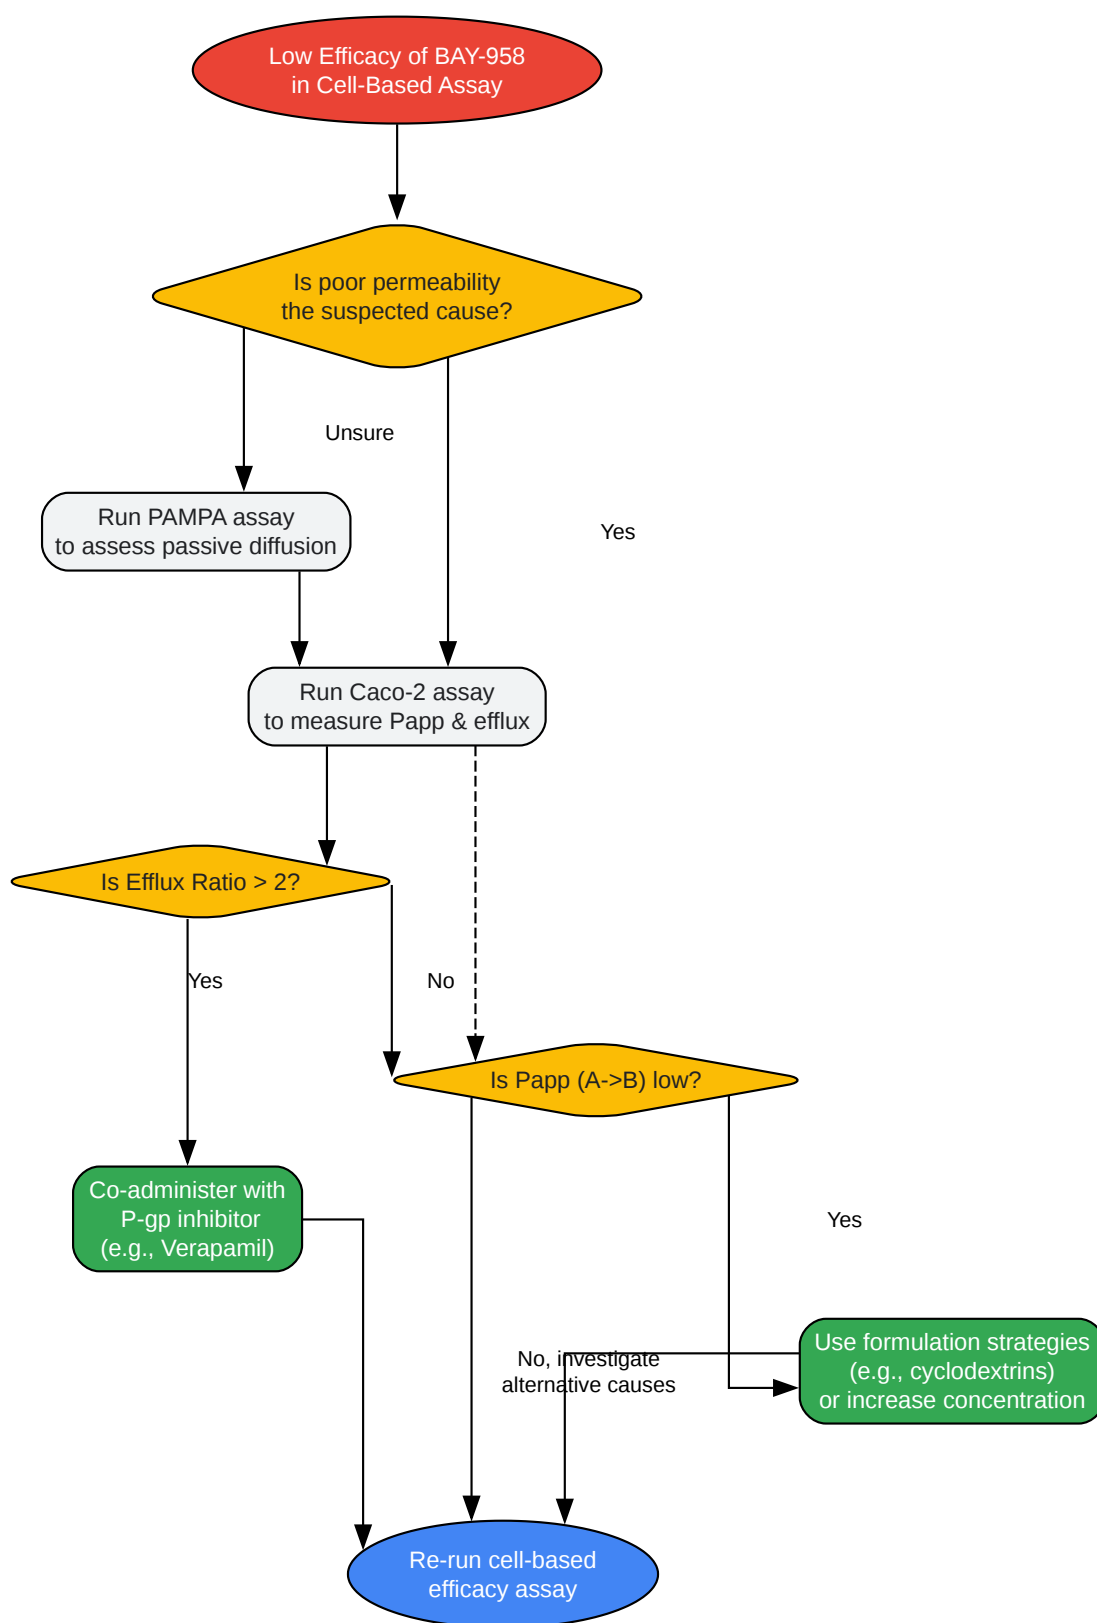 Low Efficacy of BAY-958
in Cell-Based Assay
Is poor permeability
the suspected cause?
Unsure
Run PAMPA assay
to assess passive diffusion
Yes
Run Caco-2 assay
to measure Papp & efflux
Is Efflux Ratio > 2?
Yes
No
Is Papp (A->B) low?
Co-administer with
P-gp inhibitor
(e.g., Verapamil)
Yes
Use formulation strategies
(e.g., cyclodextrins)
or increase concentration
No, investigate
alternative causes
Re-run cell-based
efficacy assay